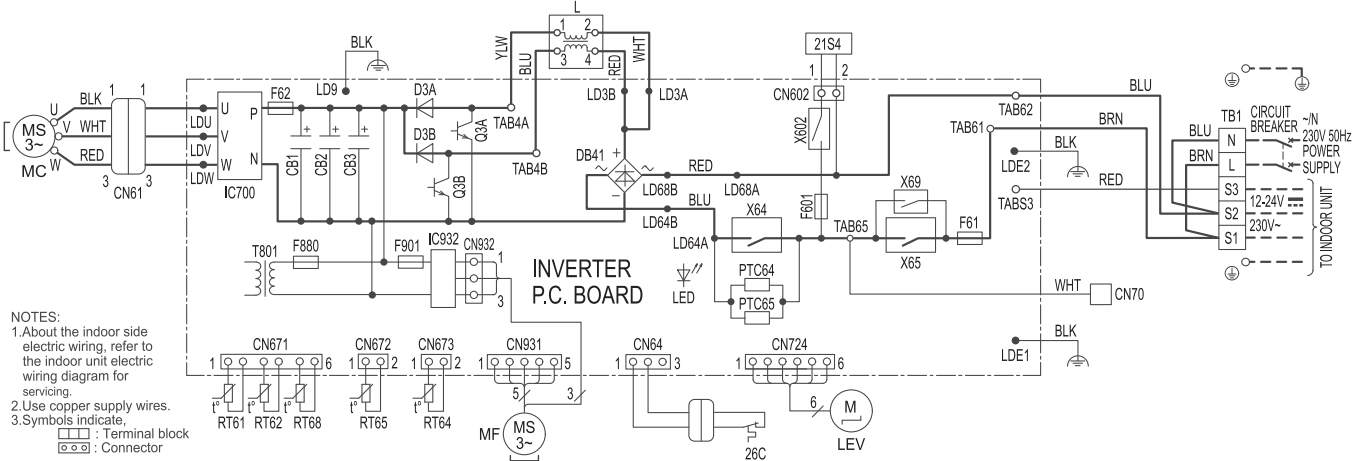 L
1 2
3 4
YLW
BLU
RED
WHT
BLK
LD9
21S4
1 2
CN602
X602
F601
U
V
W
BLK
WHT
RED
MS
3~
MC
1 1
3 3
CN61
LDU
LDV
LDW
U
V
W
P
N
IC700
F62
CB1
+
CB2
+
CB3
+
D3A
D3B
Q3A
Q3B
TAB4A
TAB4B
LD3B
LD3A
DB41
+
−
~
~
RED
LD68B
LD68A
BLU
LD64B
LD64A
X64
PTC64
PTC65
LED
TAB65
X69
X65
F61
TAB62
TAB61
BLU
BRN
LDE2
BLK
TABS3
RED
WHT
CN70
LDE1
BLK
TB1
BLU
BRN
N
L
S3
S2
S1
CIRCUIT
BREAKER
~/N
230V 50Hz
POWER
SUPPLY
12-24V
230V~
TO INDOOR UNIT
T801
F880
F901
IC932
CN932
1
3
INVERTER
P.C. BOARD
CN671
1 6
t°
t°
t°
RT61
RT62
RT68
CN672
1 2
t°
RT65
CN673
1 2
t°
RT64
CN931
1 5
5
3
MF
MS
3~
CN64
1 3
26C
CN724
1 6
6
M
LEV
NOTES:
1.About the indoor side
electric wiring, refer to
the indoor unit electric
wiring diagram for
servicing.
2.Use copper supply wires.
3.Symbols indicate,
: Terminal block
: Connector